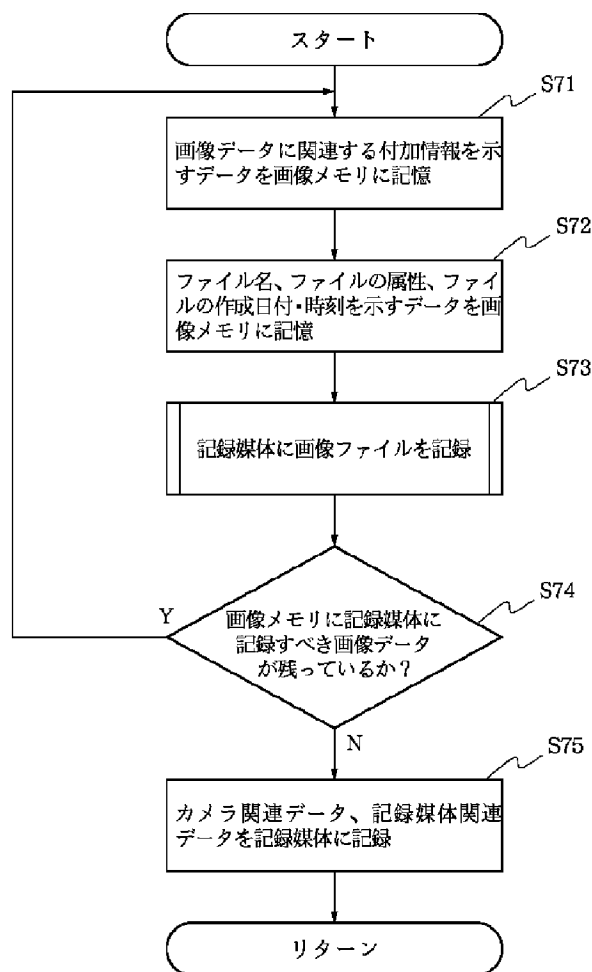 スタート
S71
画像データに関連する付加情報を示
すデータを画像メモリに記憶
S72
ファイル名、ファイルの属性、ファイ
ルの作成日付・時刻を示すデータを画
像メモリに記憶
S73
記録媒体に画像ファイルを記録
S74
Y
画像メモリに記録媒体に
記録すべき画像データ
が残っているか？
N
S75
カメラ関連データ、記録媒体関連
データを記録媒体に記録
リターン